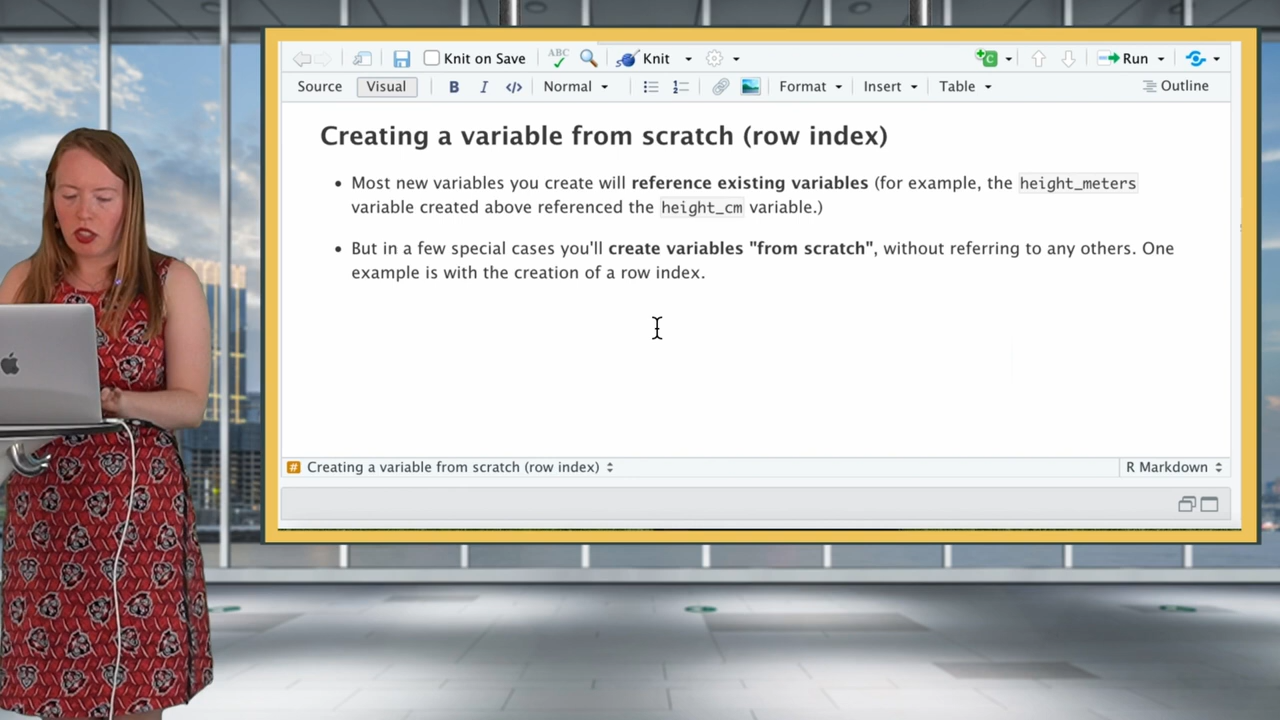 Knit on Save
ABC
Knit
Run
Source
Visual
B
I
</>
Normal
Format
Insert
Table
Outline
Creating a variable from scratch (row index)
• Most new variables you create will reference existing variables (for example, the height_meters
variable created above referenced the height_cm variable.)
• But in a few special cases you'll create variables "from scratch", without referring to any others. One
example is with the creation of a row index.
# Creating a variable from scratch (row index)
R Markdown